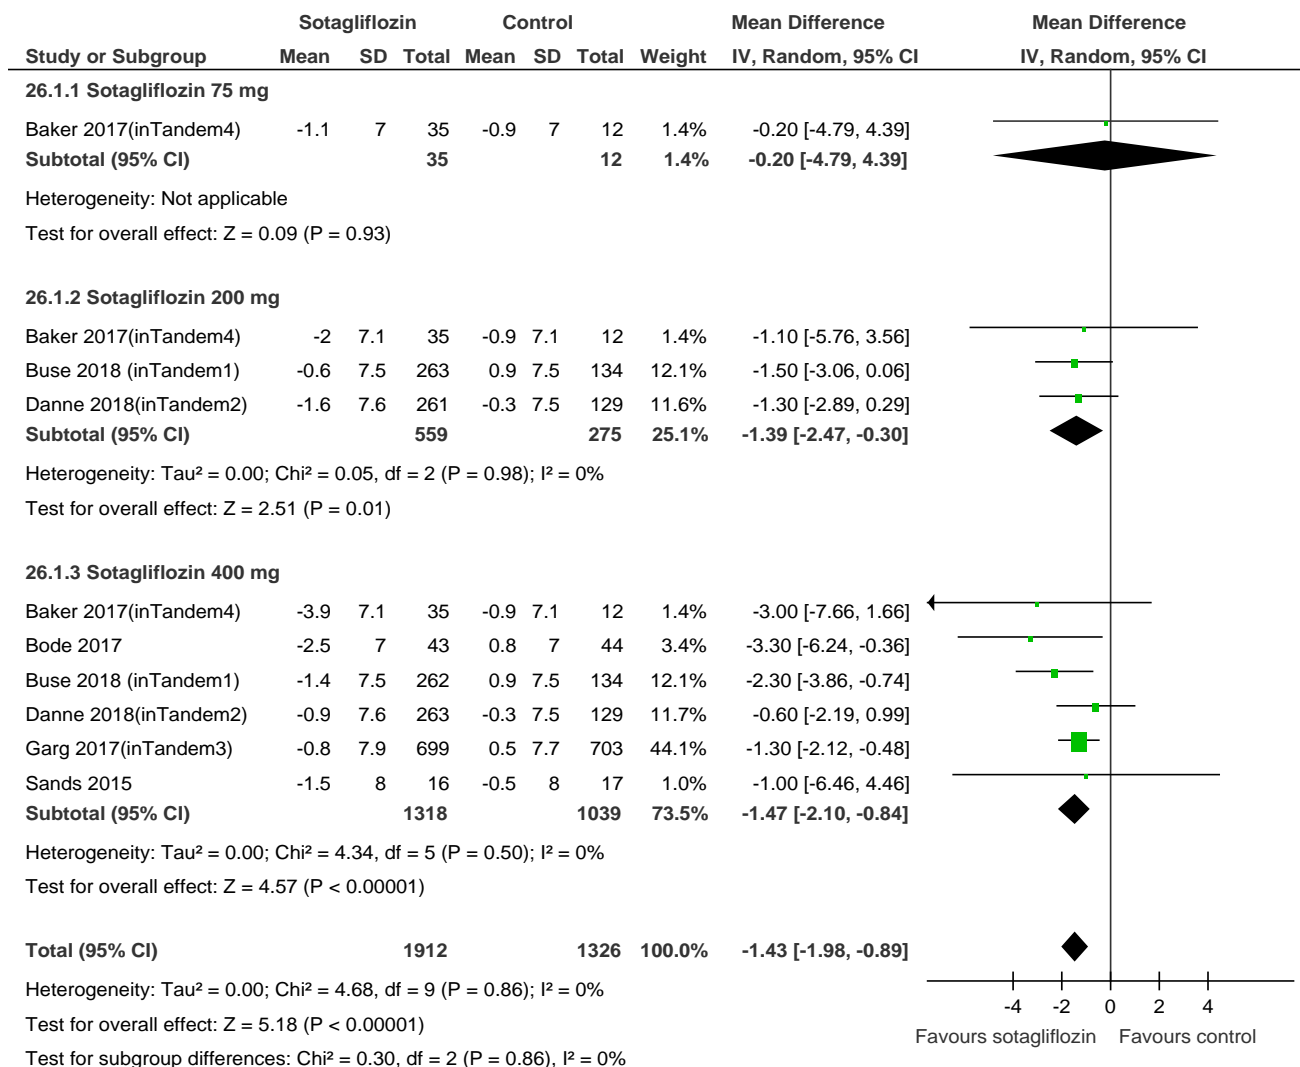 Sotagliflozin Control Mean Difference Mean Difference
Study or Subgroup Mean SD Total Mean SD Total Weight IV, Random, 95% CI IV, Random, 95% CI
26.1.1 Sotagliflozin 75 mg
Baker 2017(inTandem4) -1.1 7 35 -0.9 7 12 1.4% -0.20 [-4.79, 4.39]
Subtotal (95% CI) 35 12 1.4% -0.20 [-4.79, 4.39]
Heterogeneity: Not applicable
Test for overall effect: Z = 0.09 (P = 0.93)
26.1.2 Sotagliflozin 200 mg
Baker 2017(inTandem4) -2 7.1 35 -0.9 7.1 12 1.4% -1.10 [-5.76, 3.56]
Buse 2018 (inTandem1) -0.6 7.5 263 0.9 7.5 134 12.1% -1.50 [-3.06, 0.06]
Danne 2018(inTandem2) -1.6 7.6 261 -0.3 7.5 129 11.6% -1.30 [-2.89, 0.29]
Subtotal (95% CI) 559 275 25.1% -1.39 [-2.47, -0.30]
Heterogeneity: Tau² = 0.00; Chi² = 0.05, df = 2 (P = 0.98); I² = 0%
Test for overall effect: Z = 2.51 (P = 0.01)
26.1.3 Sotagliflozin 400 mg
Baker 2017(inTandem4) -3.9 7.1 35 -0.9 7.1 12 1.4% -3.00 [-7.66, 1.66]
Bode 2017 -2.5 7 43 0.8 7 44 3.4% -3.30 [-6.24, -0.36]
Buse 2018 (inTandem1) -1.4 7.5 262 0.9 7.5 134 12.1% -2.30 [-3.86, -0.74]
Danne 2018(inTandem2) -0.9 7.6 263 -0.3 7.5 129 11.7% -0.60 [-2.19, 0.99]
Garg 2017(inTandem3) -0.8 7.9 699 0.5 7.7 703 44.1% -1.30 [-2.12, -0.48]
Sands 2015 -1.5 8 16 -0.5 8 17 1.0% -1.00 [-6.46, 4.46]
Subtotal (95% CI) 1318 1039 73.5% -1.47 [-2.10, -0.84]
Heterogeneity: Tau² = 0.00; Chi² = 4.34, df = 5 (P = 0.50); I² = 0%
Test for overall effect: Z = 4.57 (P < 0.00001)
Total (95% CI) 1912 1326 100.0% -1.43 [-1.98, -0.89]
Heterogeneity: Tau² = 0.00; Chi² = 4.68, df = 9 (P = 0.86); I² = 0%
Test for overall effect: Z = 5.18 (P < 0.00001)
Test for subgroup differences: Chi² = 0.30, df = 2 (P = 0.86), I² = 0%
-4 -2 0 2 4
Favours sotagliflozin Favours control